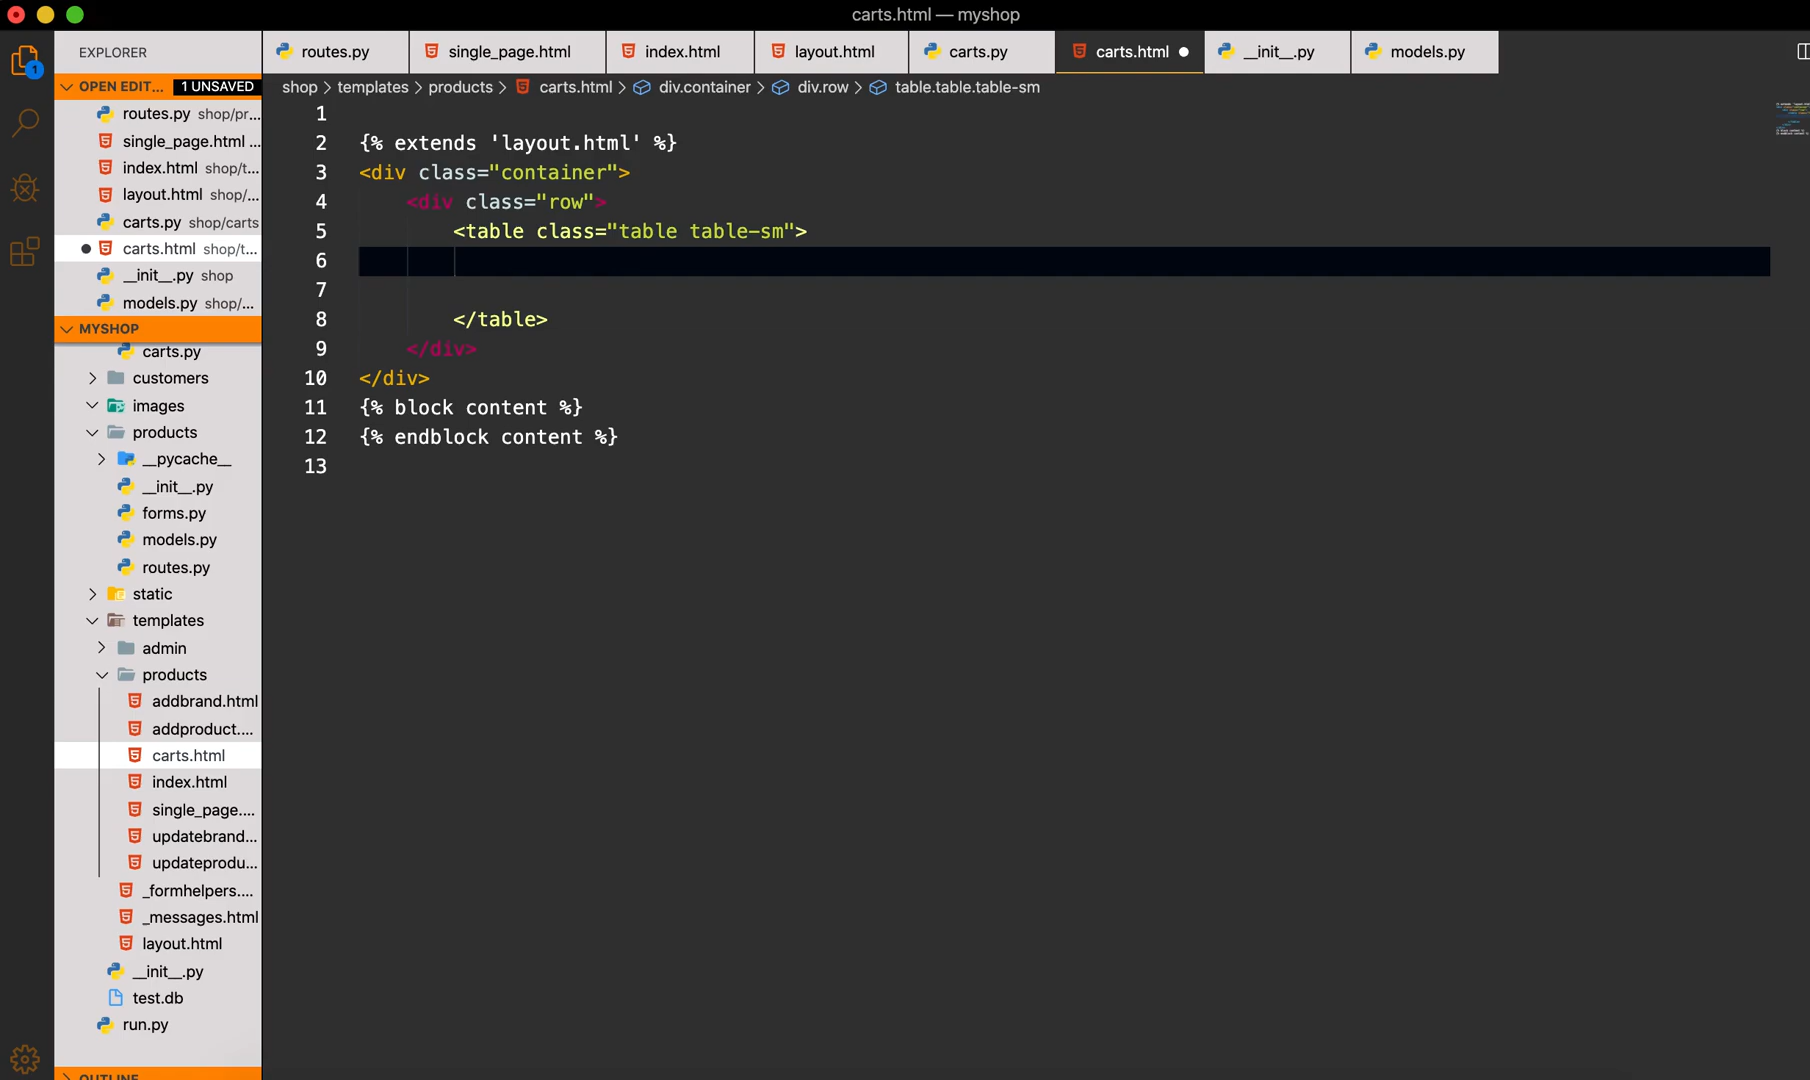 carts.html — myshop
EXPLORER
routes.py
single_page.html
index.html
layout.html
carts.py
carts.html
__init__.py
models.py
OPEN EDIT... 1 UNSAVED
shop > templates > products > carts.html > div.container > div.row > table.table.table-sm
routes.py shop/pr...
single_page.html ...
index.html shop/t...
layout.html shop/...
carts.py shop/carts
carts.html shop/t...
__init__.py shop
models.py shop/...
MYSHOP
carts.py
customers
images
products
__pycache__
__init__.py
forms.py
models.py
routes.py
static
templates
admin
products
addbrand.html
addproduct....
carts.html
index.html
single_page....
updatebrand...
updateprodu...
_formhelpers....
_messages.html
layout.html
__init__.py
test.db
run.py
OUTLINE
1
2 {% extends 'layout.html' %}
3 <div class="container">
4 <div class="row">
5 <table class="table table-sm">
6
7
8 </table>
9 </div>
10 </div>
11 {% block content %}
12 {% endblock content %}
13
1